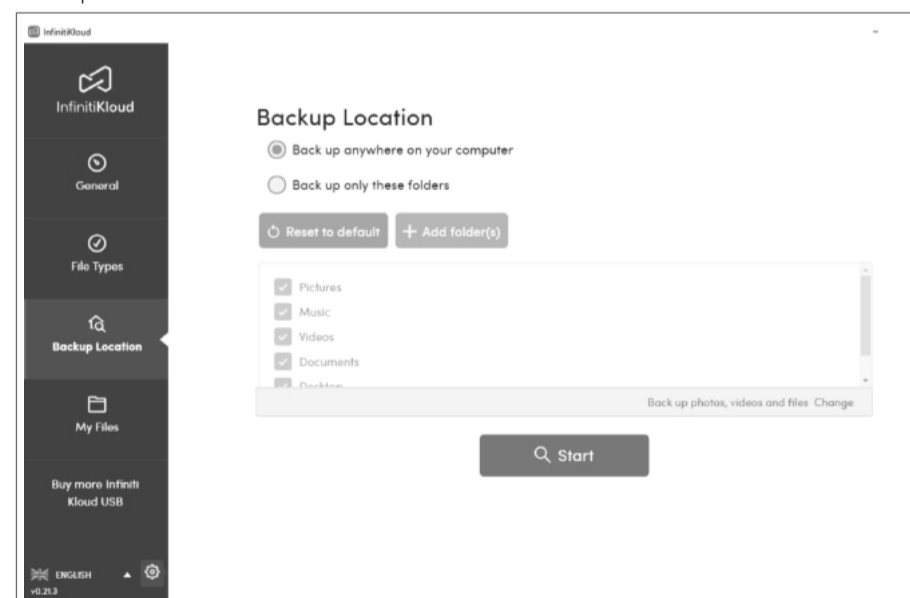 InfinitiKloud
InfinitiKloud
General
File Types
Backup Location
My Files
Buy more Infiniti
Kloud USB
ENGLISH
v0.21.3
Backup Location
Back up anywhere on your computer
Back up only these folders
Reset to default
Add folder(s)
Pictures
Music
Videos
Documents
Desktop
Back up photos, videos and files Change
Start